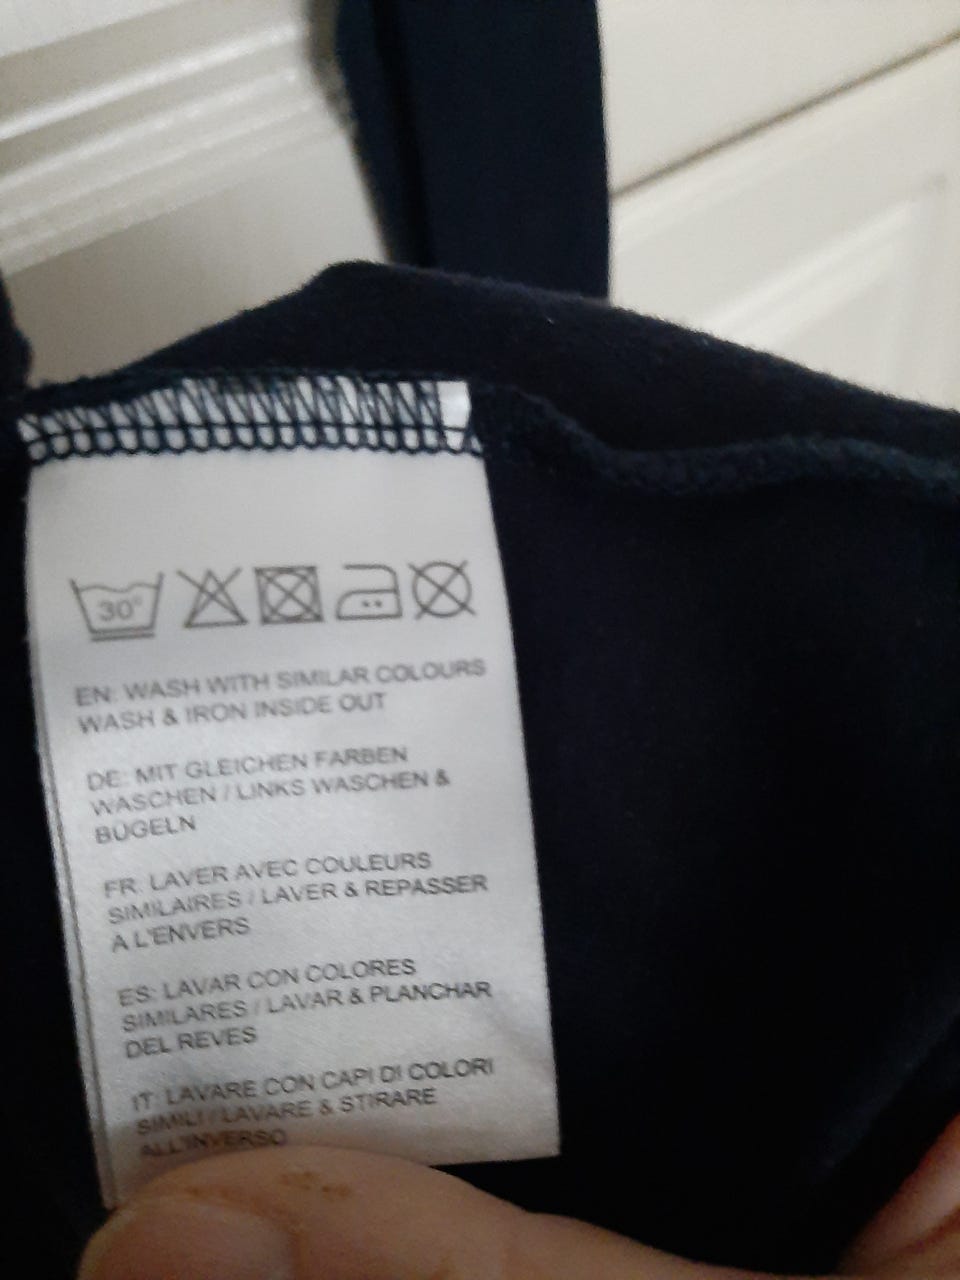 30°
EN: WASH WITH SIMILAR COLOURS
WASH & IRON INSIDE OUT
DE: MIT GLEICHEN FARBEN
WASCHEN / LINKS WASCHEN &
BÜGELN
FR: LAVER AVEC COULEURS
SIMILAIRES / LAVER & REPASSER
A L'ENVERS
ES: LAVAR CON COLORES
SIMILARES / LAVAR & PLANCHAR
DEL REVES
IT: LAVARE CON CAPI DI COLORI
SIMILI / LAVARE & STIRARE
ALL'INVERSO